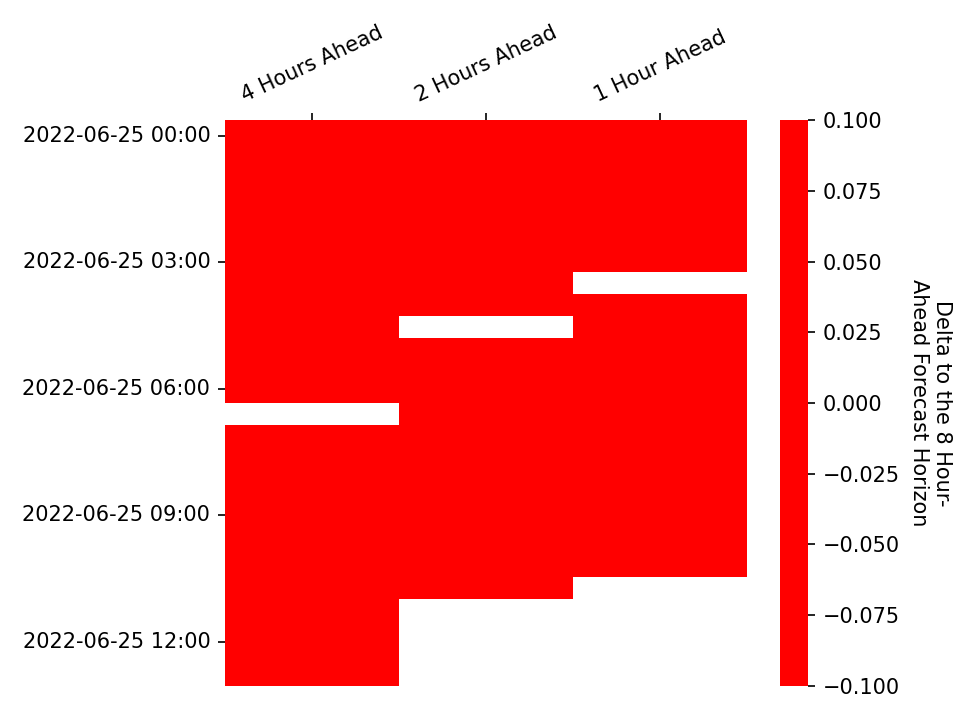 4 Hours Ahead
2 Hours Ahead
1 Hour Ahead
2022-06-25 00:00
2022-06-25 03:00
2022-06-25 06:00
2022-06-25 09:00
2022-06-25 12:00
0.100
0.075
0.050
0.025
0.000
−0.025
−0.050
−0.075
−0.100
Delta to the 8 Hour-
Ahead Forecast Horizon